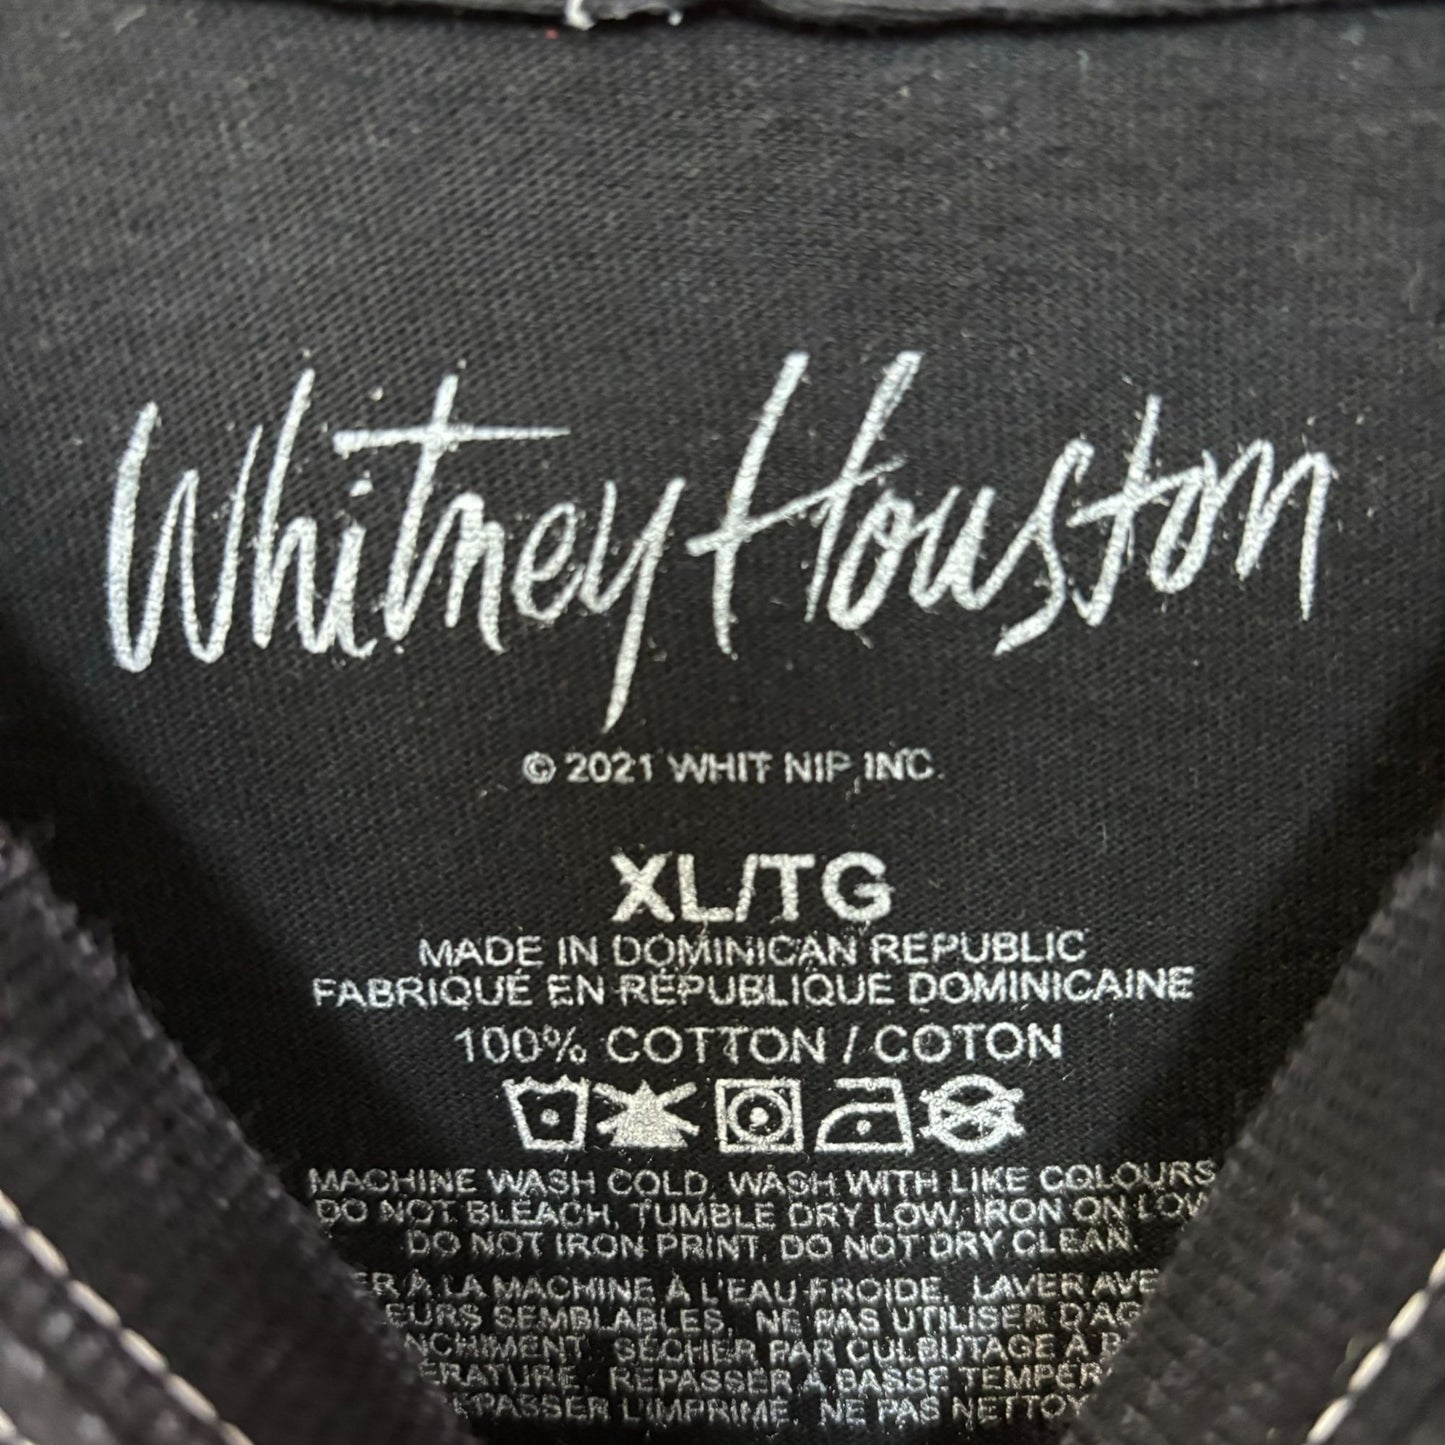 Whitney Houston
© 2021 WHIT NIP, INC.
XL/TG
MADE IN DOMINICAN REPUBLIC
FABRIQUÉ EN RÉPUBLIQUE DOMINICAINE
100% COTTON / COTON
MACHINE WASH COLD, WASH WITH LIKE COLOURS
DO NOT BLEACH, TUMBLE DRY LOW, IRON ON LOW
DO NOT IRON PRINT, DO NOT DRY CLEAN.
À LA MACHINE À L'EAU FROIDE. LAVER
SEMBLABLES. NE PAS UTILISER
SÉCHER PAR CULBUTAGE À
REPASSER À BASSE
L'IMPRIMÉ. NE PAS